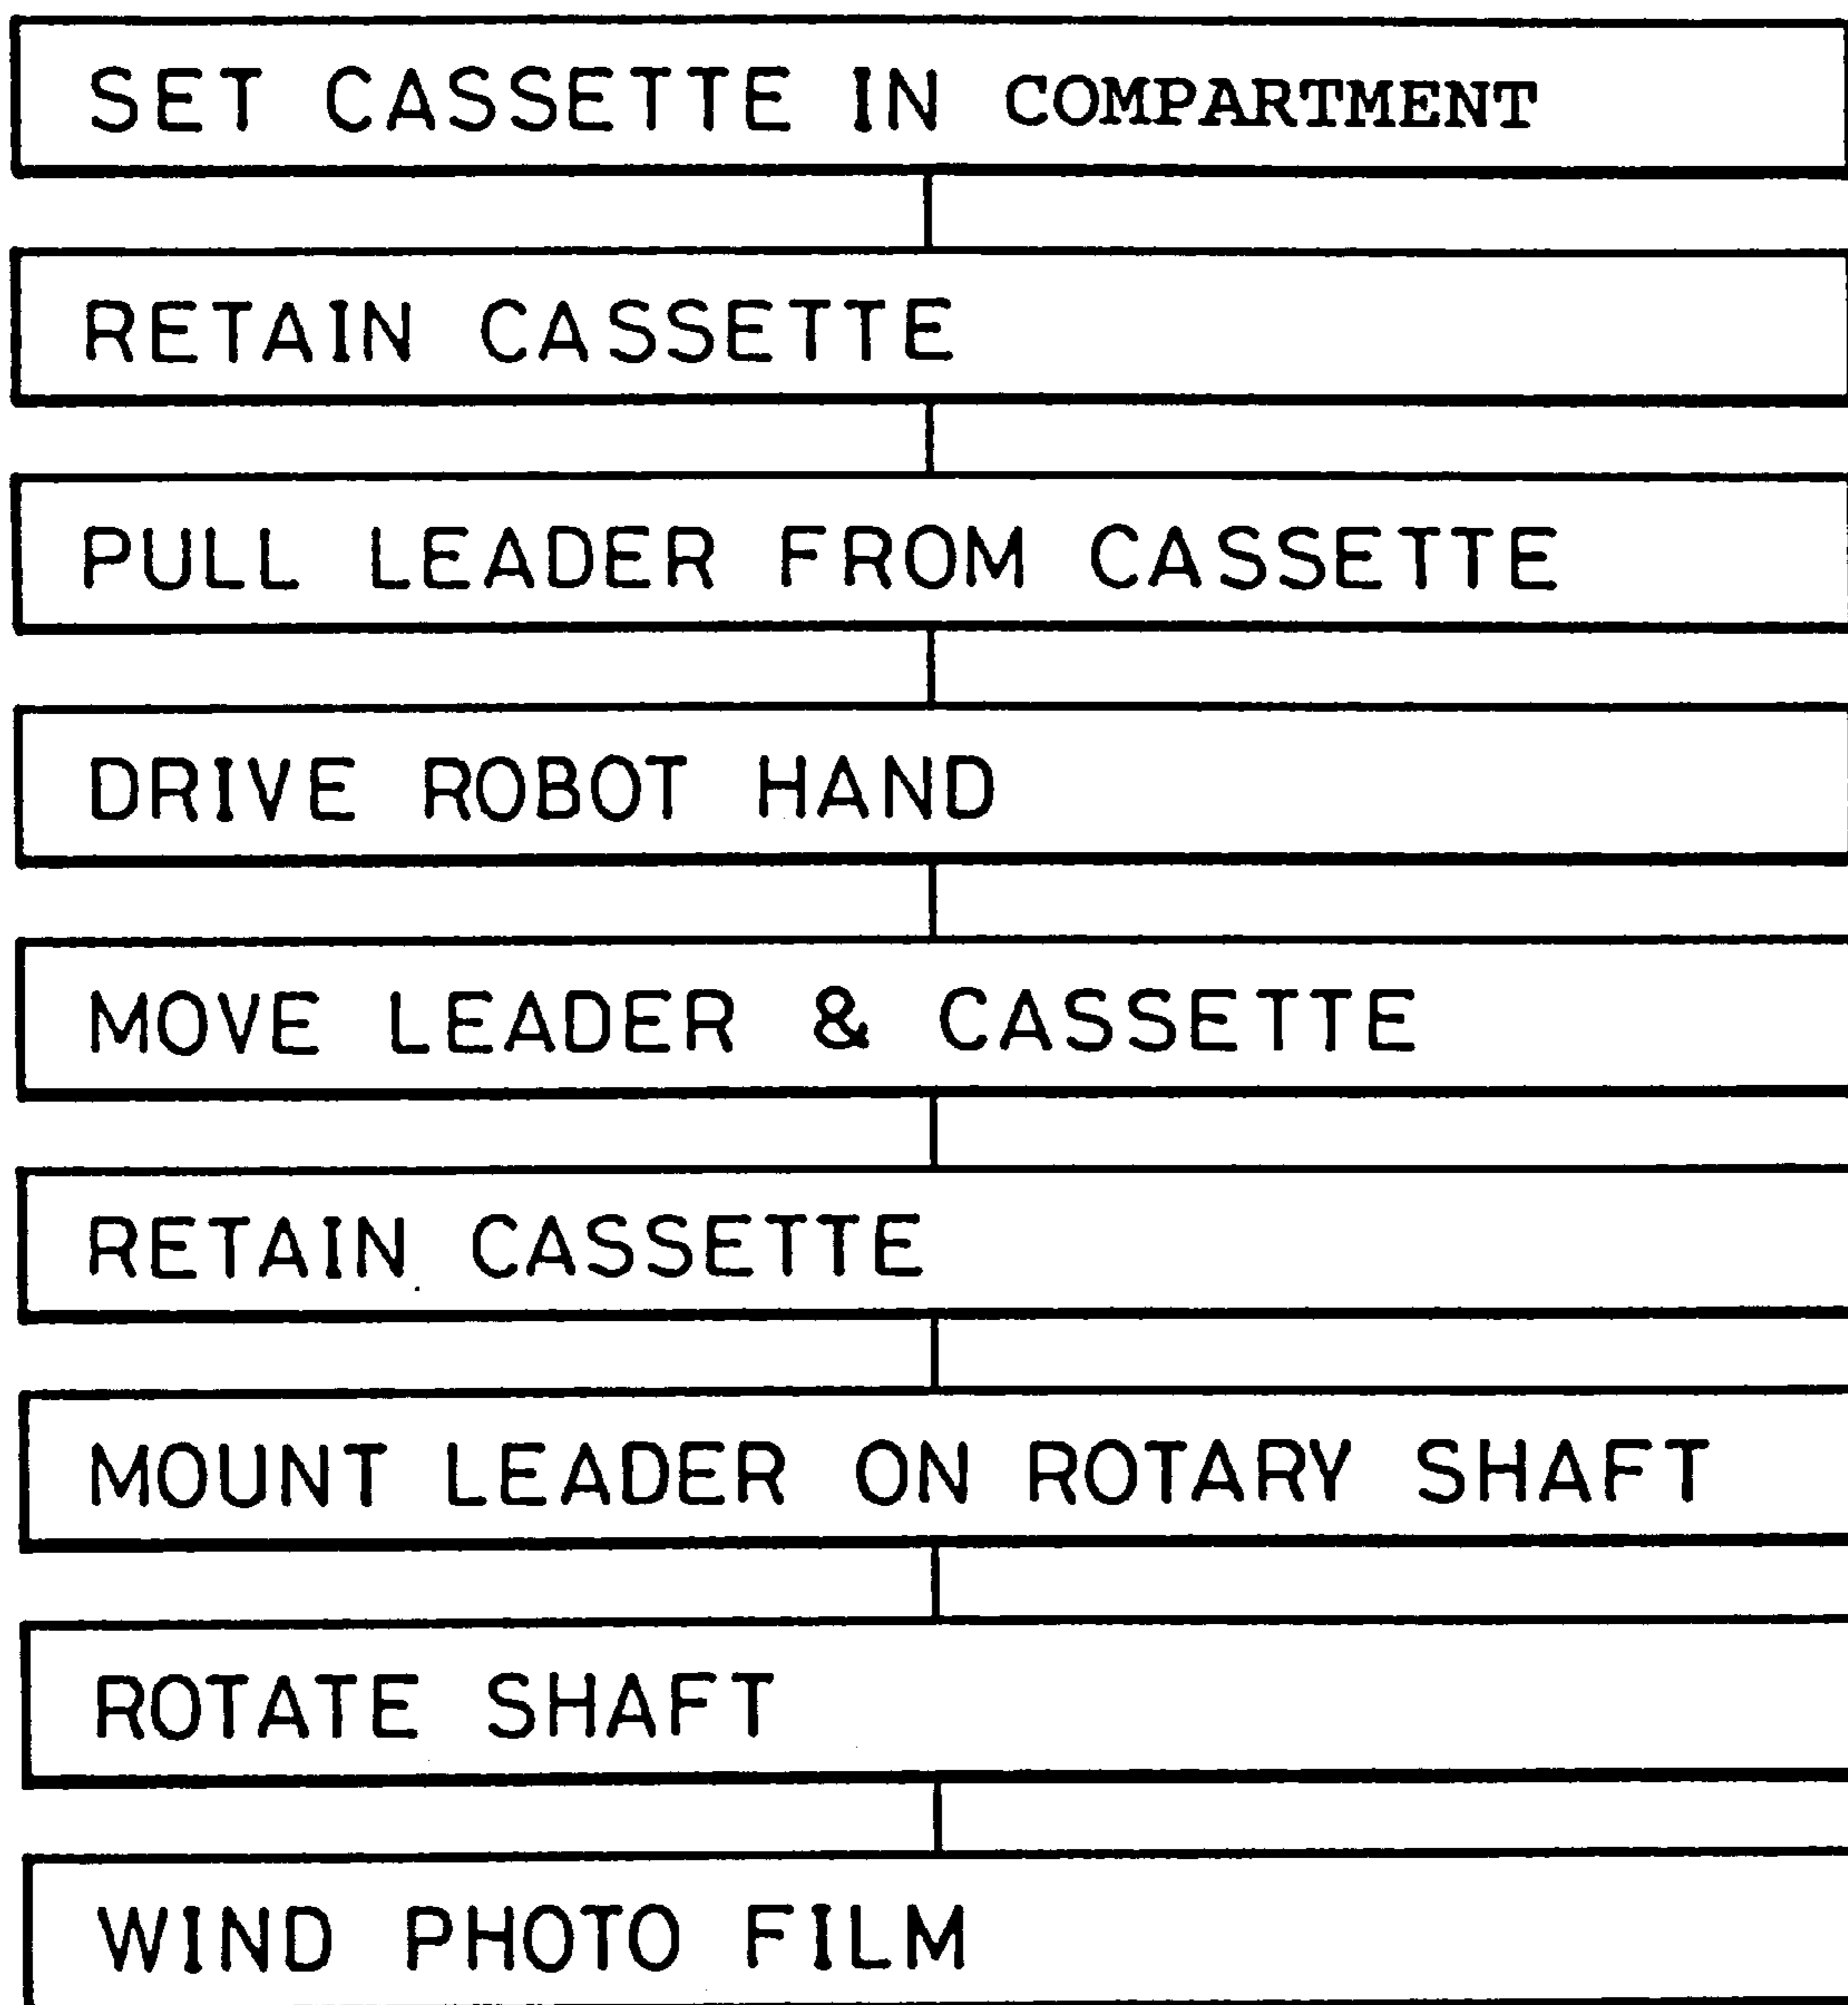 SET CASSETTE IN COMPARTMENT
RETAIN CASSETTE
PULL LEADER FROM CASSETTE
DRIVE ROBOT HAND
MOVE LEADER & CASSETTE
RETAIN CASSETTE
MOUNT LEADER ON ROTARY SHAFT
ROTATE SHAFT
WIND PHOTO FILM